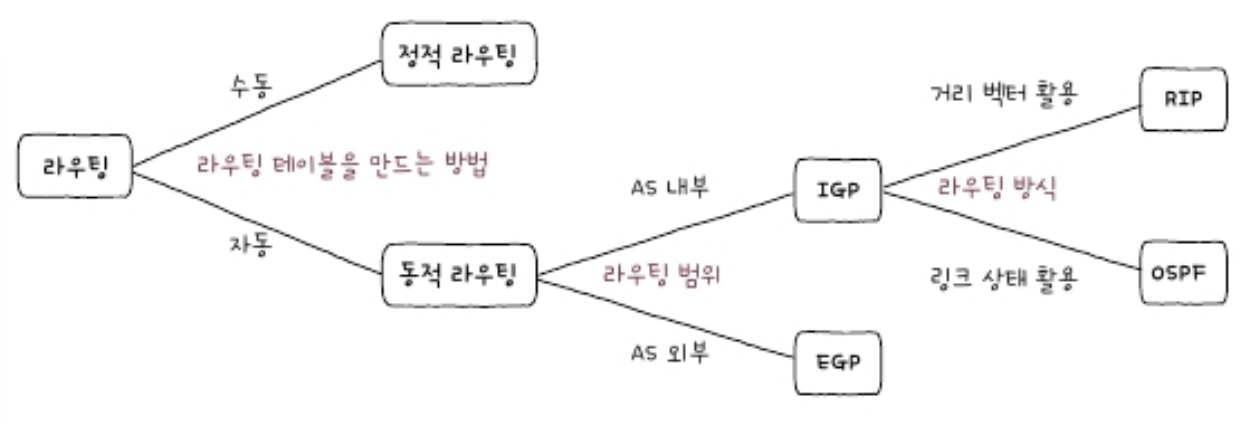 정적 라우팅
수동
라우팅
라우팅 테이블을 만드는 방법
자동
동적 라우팅
AS 내부
라우팅 범위
AS 외부
IGP
EGP
거리 벡터 활용
라우팅 방식
링크 상태 활용
RIP
OSPF